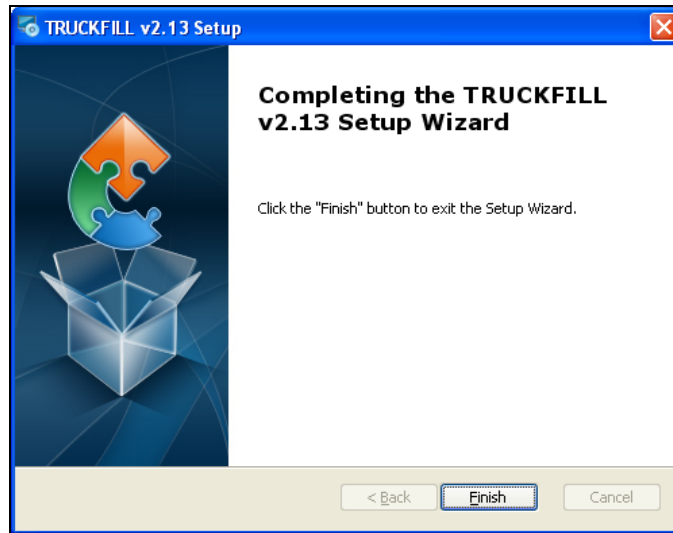 TRUCKFILL v2.13 Setup
Completing the TRUCKFILL
v2.13 Setup Wizard
Click the "Finish" button to exit the Setup Wizard.
< Back
Finish
Cancel